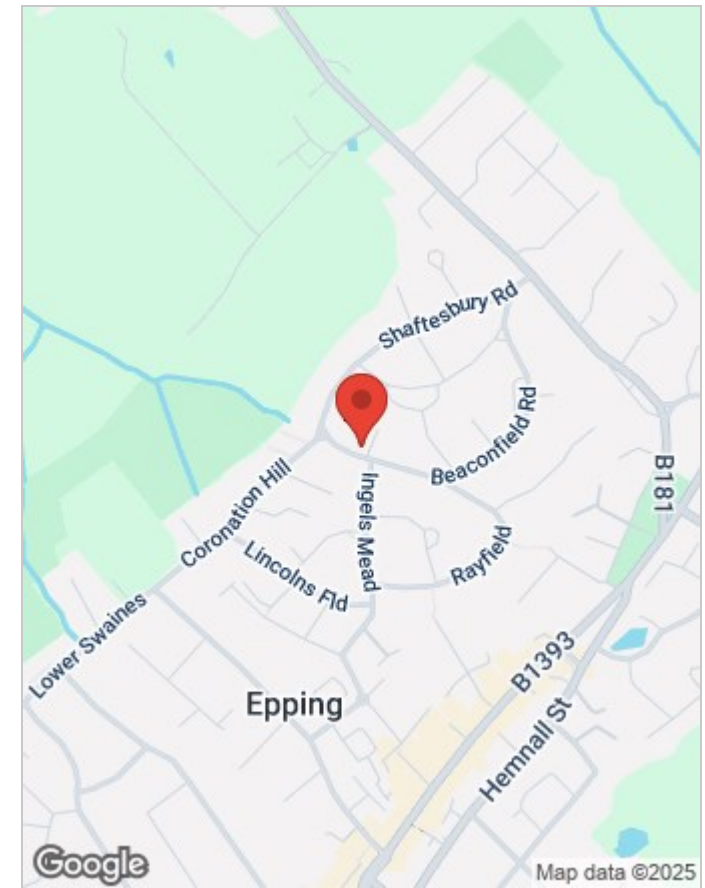 Shaftesbury Rd
Beaconfield Rd
B181
Coronation Hill
Ingels Mead
Rayfield
Lincolns Fld
Lower Swaines
B1393
Epping
Hemnall St
Google
Map data ©2025